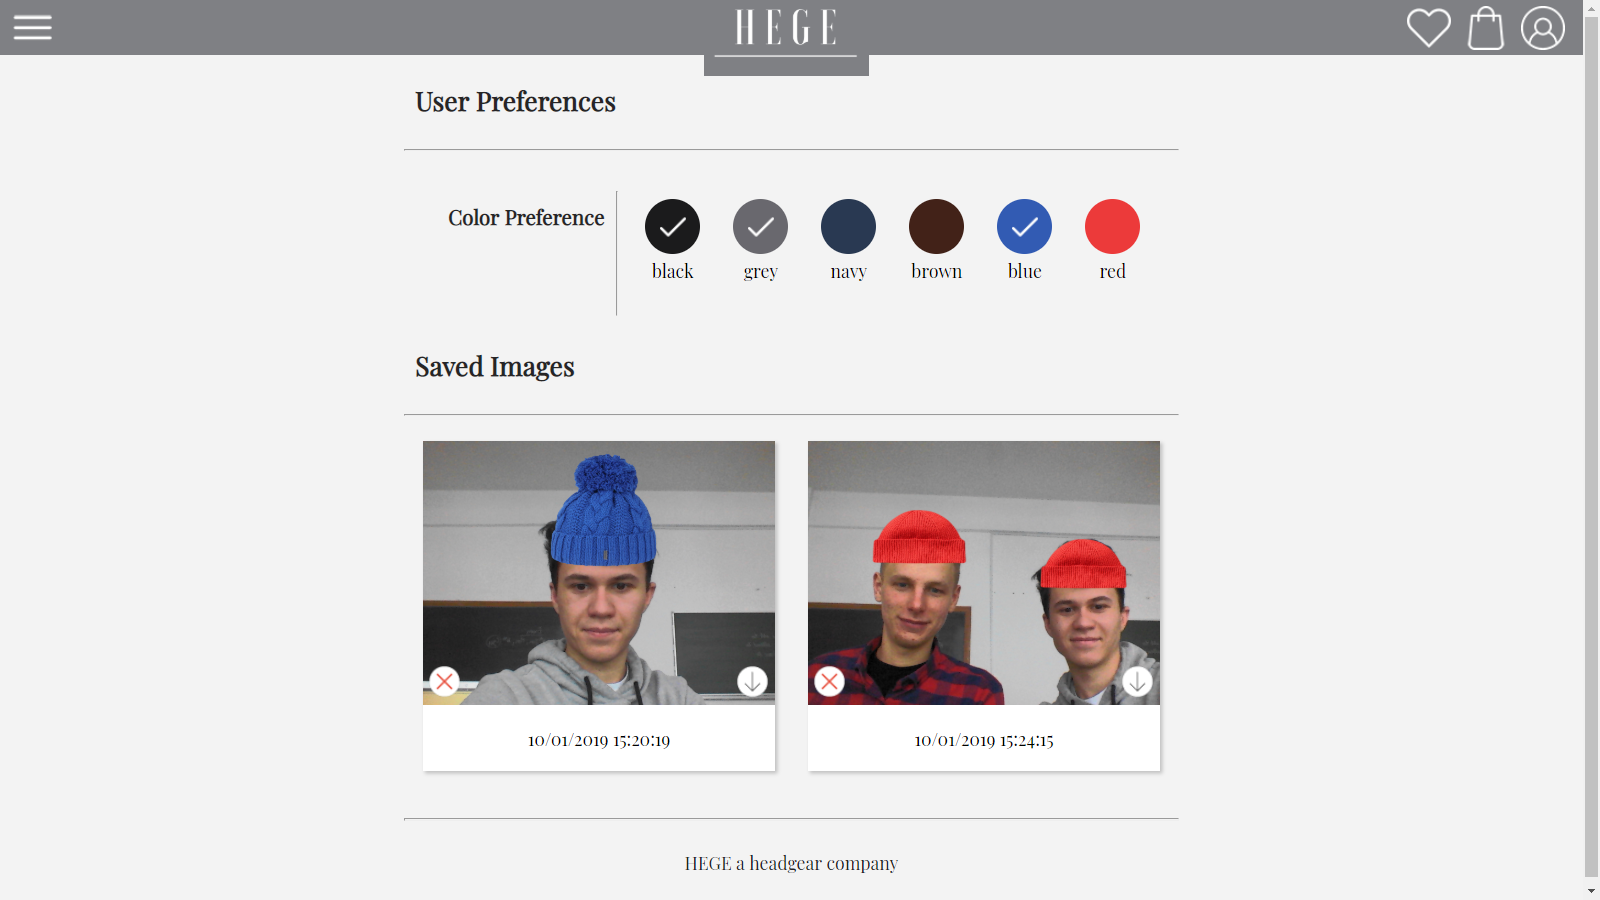 HEGE
User Preferences
Color Preference
black grey navy brown blue red
Saved Images
10/01/2019 15:20:19
10/01/2019 15:24:15
HEGE a headgear company